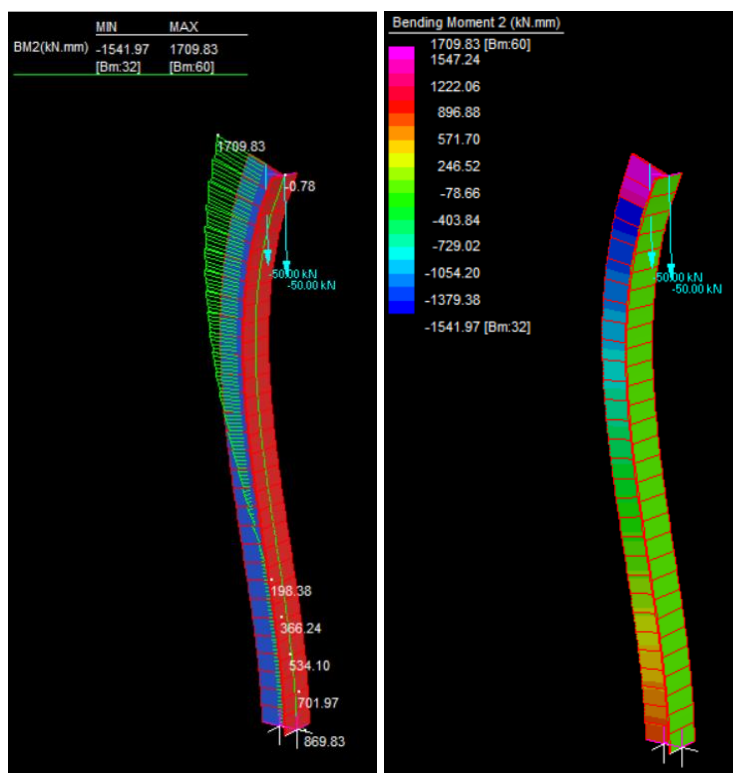 MIN MAX
BM2(kN.mm) -1541.97 1709.83
[Bm:32] [Bm:60]
1709.83
-0.78
-50.00 kN
-50.00 kN
198.38
366.24
534.10
701.97
869.83
Bending Moment 2 (kN.mm)
1709.83 [Bm:60]
1547.24
1222.06
896.88
571.70
246.52
-78.66
-403.84
-729.02
-1054.20
-1379.38
-1541.97 [Bm:32]
-50.00 kN
-50.00 kN